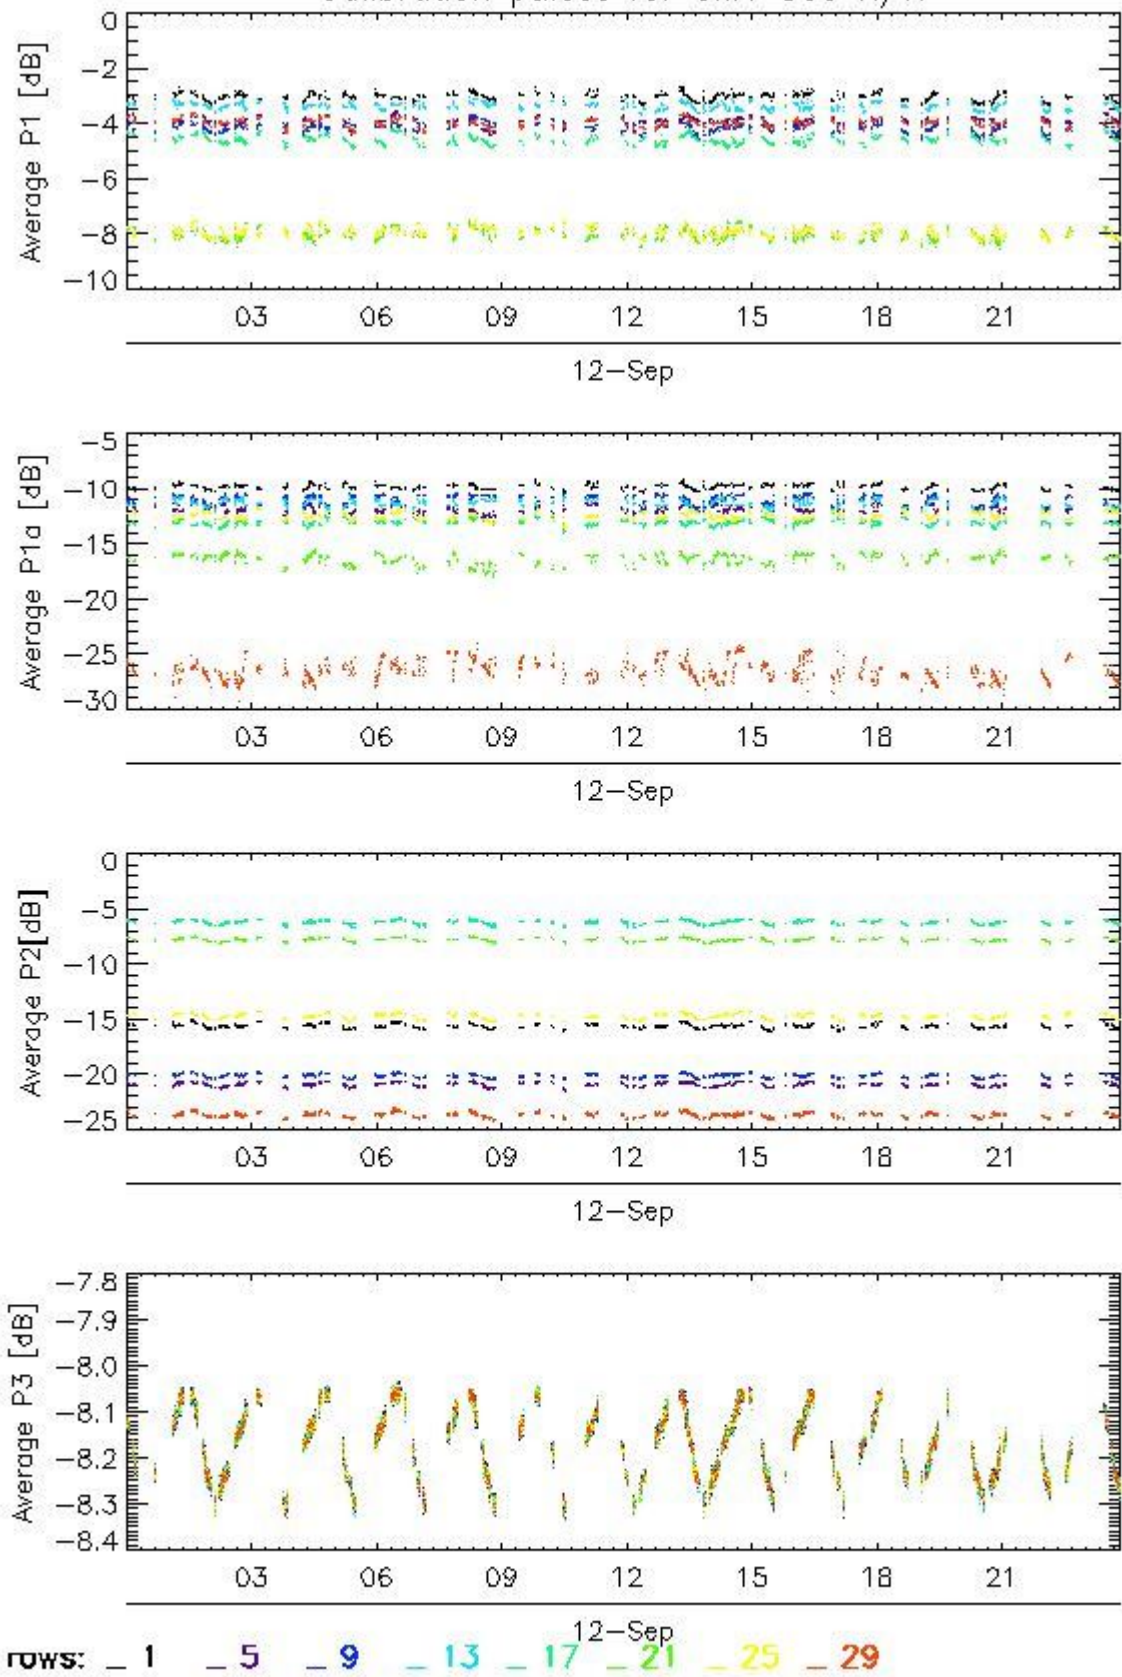 0
−2
−4
−6
−8
−10
Average P1 [dB]
03 06 09 12 15 18 21
12−Sep
−5
−10
−15
−20
−25
−30
Average P1a [dB]
03 06 09 12 15 18 21
12−Sep
0
−5
−10
−15
−20
−25
Average P2[dB]
03 06 09 12 15 18 21
12−Sep
−7.8
−7.9
−8.0
−8.1
−8.2
−8.3
−8.4
Average P3 [dB]
03 06 09 12 15 18 21
12−Sep
rows: _ 1 _ 5 _ 9 _ 13 _ 17 _ 21 _ 25 _ 29